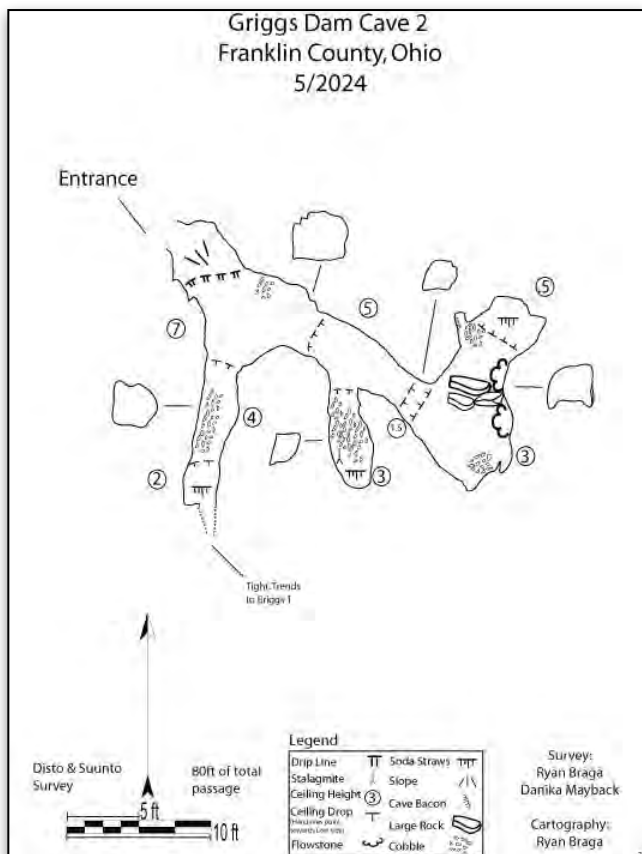 Griggs Dam Cave 2
Franklin County, Ohio
5/2024
Entrance
5
5
7
4
1.5
2
3
3
Tight. Trends
to Griggs 1
Disto & Suunto
Survey
80ft of total
passage
5 ft
10 ft
Legend
Drip Line
Soda Straws
Stalagmite
Slope
Ceiling Height 3
Cave Bacon
Ceiling Drop
Large Rock
Flowstone
Cobble
Survey:
Ryan Braga
Danika Mayback
Cartography:
Ryan Braga